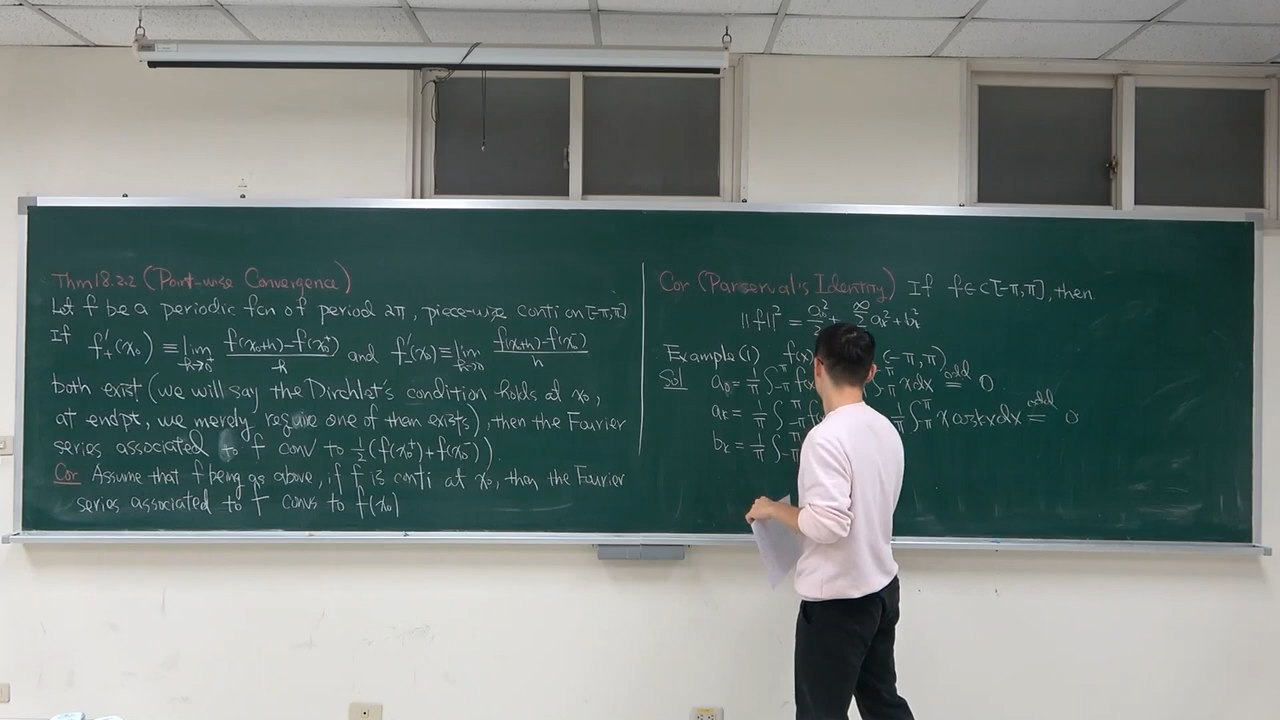 Thm 18.2.2 (Point-wise Convergence)
Let f be a periodic fcn of period 2π, piece-wise conti on [-π,π]
If f'₊(x₀) ≡ lim_{h→0⁺} (f(x₀+h)-f(x₀⁺))/h and f'₋(x₀) ≡ lim_{h→0⁻} (f(x₀+h)-f(x₀⁻))/h
both exist (we will say the Dirchlet's condition holds at x₀,
at endpt, we merely require one of them exists), then the Fourier
series associated to f conv to ½(f(x₀⁺)+f(x₀⁻)).
Cor Assume that f being as above, if f is conti at x₀, then the Fourier
series associated to f convs to f(x₀)
Cor (Parseval's Identity) If f∈C[-π,π], then
||f||² = a₀²/2 + Σ^∞ aₖ²+bₖ²
Example (1) f(x) (-π,π)
Sol a₀ = 1/π ∫_{-π}^{π} f(x ∫_{-π}^{π} x dx =^{odd} 0
aₖ = 1/π ∫_{-π}^{π} f 1/π ∫_{-π}^{π} x cos kx dx =^{odd} 0
bₖ = 1/π ∫_{-π}^{π}